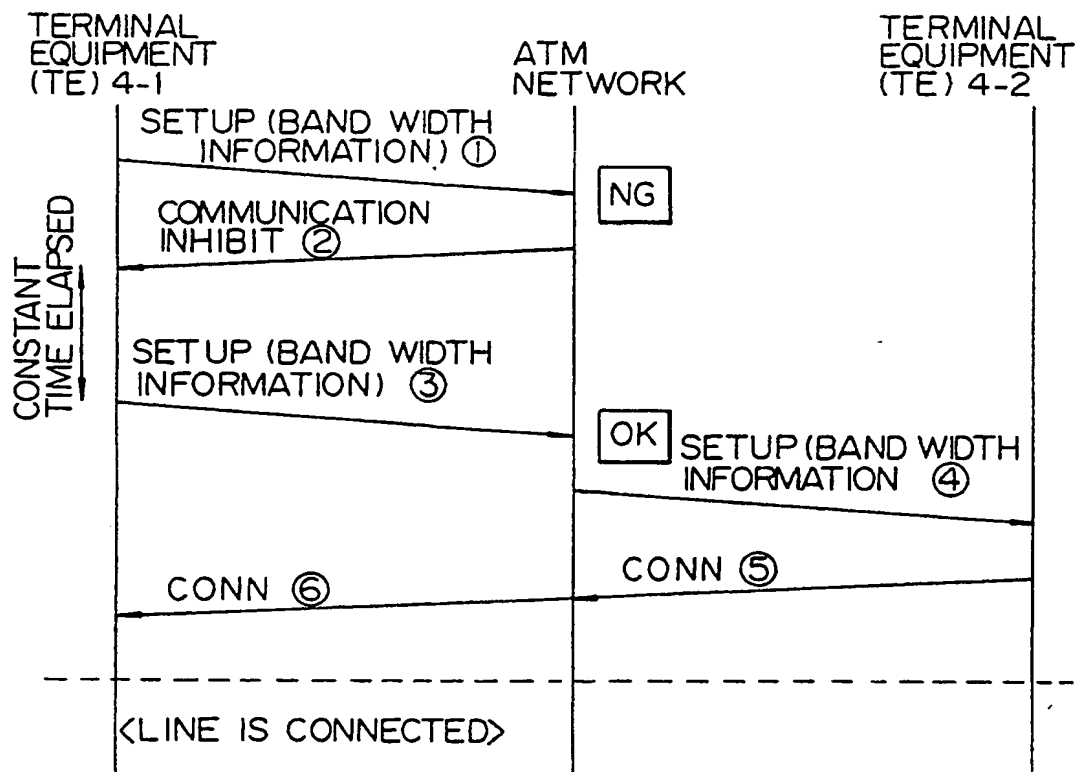 TERMINAL
EQUIPMENT
(TE) 4-1
ATM
NETWORK
TERMINAL
EQUIPMENT
(TE) 4-2
SETUP (BAND WIDTH
INFORMATION) ①
NG
COMMUNICATION
INHIBIT ②
CONSTANT
TIME ELAPSED
SETUP (BAND WIDTH
INFORMATION) ③
OK
SETUP (BAND WIDTH
INFORMATION ④
CONN ⑤
CONN ⑥
<LINE IS CONNECTED>